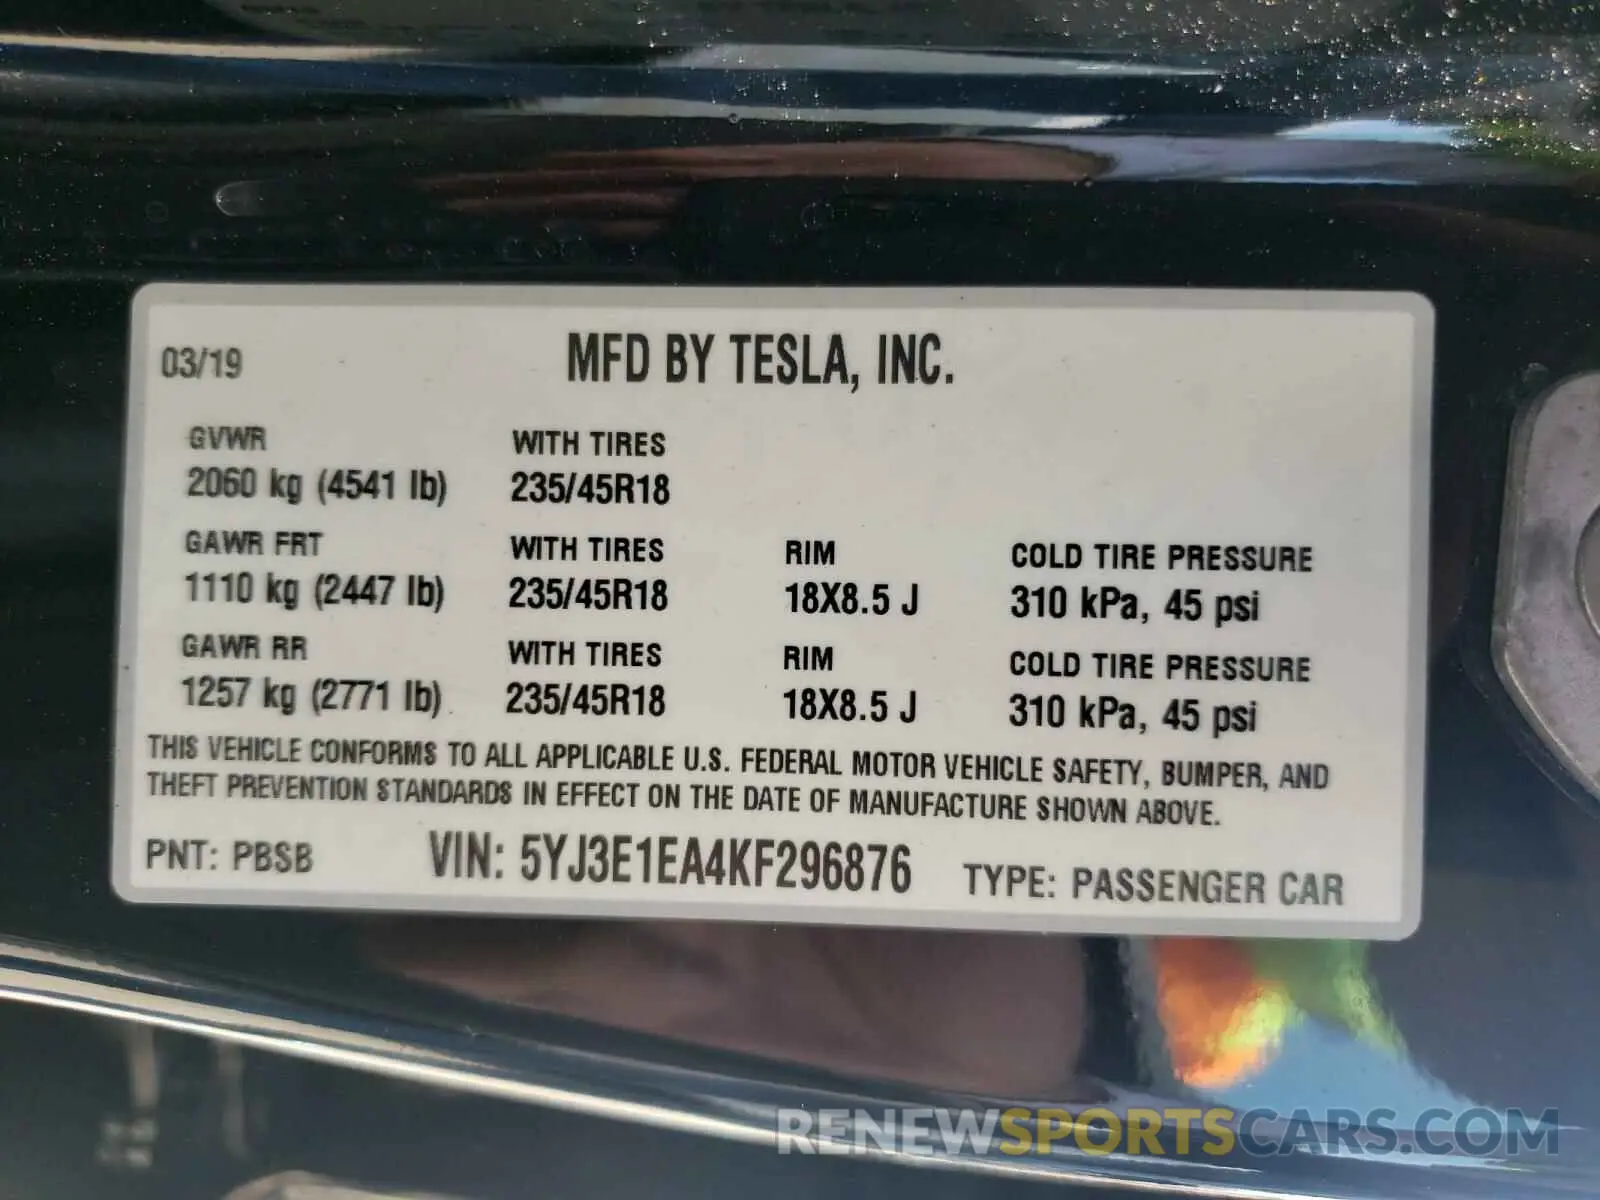 03/19 MFD BY TESLA, INC.
GVWR WITH TIRES
2060 kg (4541 lb) 235/45R18
GAWR FRT WITH TIRES RIM COLD TIRE PRESSURE
1110 kg (2447 lb) 235/45R18 18X8.5 J 310 kPa, 45 psi
GAWR RR WITH TIRES RIM COLD TIRE PRESSURE
1257 kg (2771 lb) 235/45R18 18X8.5 J 310 kPa, 45 psi
THIS VEHICLE CONFORMS TO ALL APPLICABLE U.S. FEDERAL MOTOR VEHICLE SAFETY, BUMPER, AND
THEFT PREVENTION STANDARDS IN EFFECT ON THE DATE OF MANUFACTURE SHOWN ABOVE.
PNT: PBSB VIN: 5YJ3E1EA4KF296876 TYPE: PASSENGER CAR
RENEWSPORTSCARS.COM